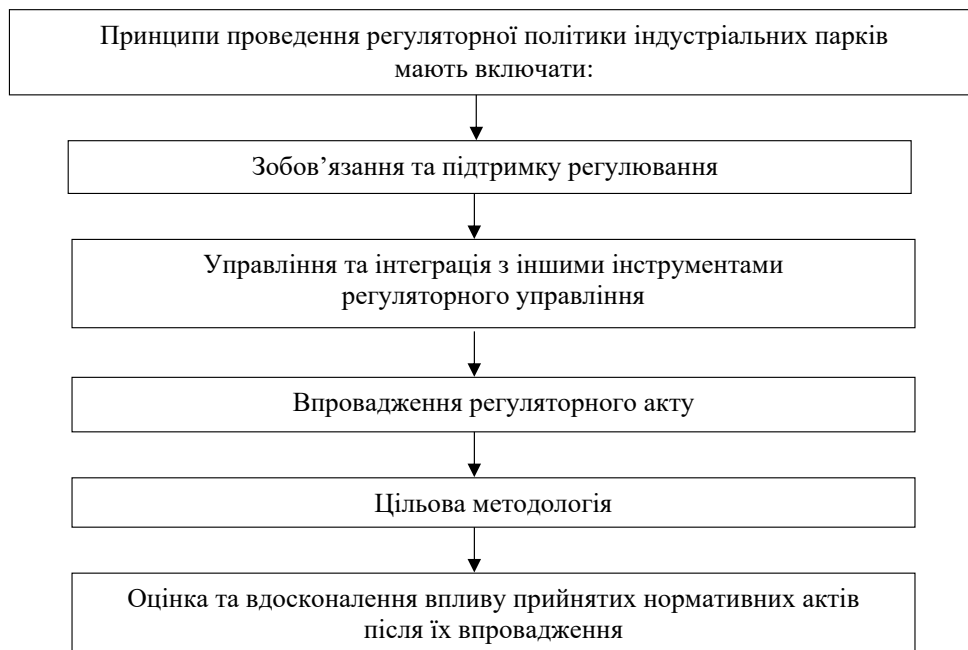 Принципи проведення регуляторної політики індустріальних парків
мають включати:
Зобов’язання та підтримку регулювання
Управління та інтеграція з іншими інструментами
регуляторного управління
Впровадження регуляторного акту
Цільова методологія
Оцінка та вдосконалення впливу прийнятих нормативних актів
після їх впровадження